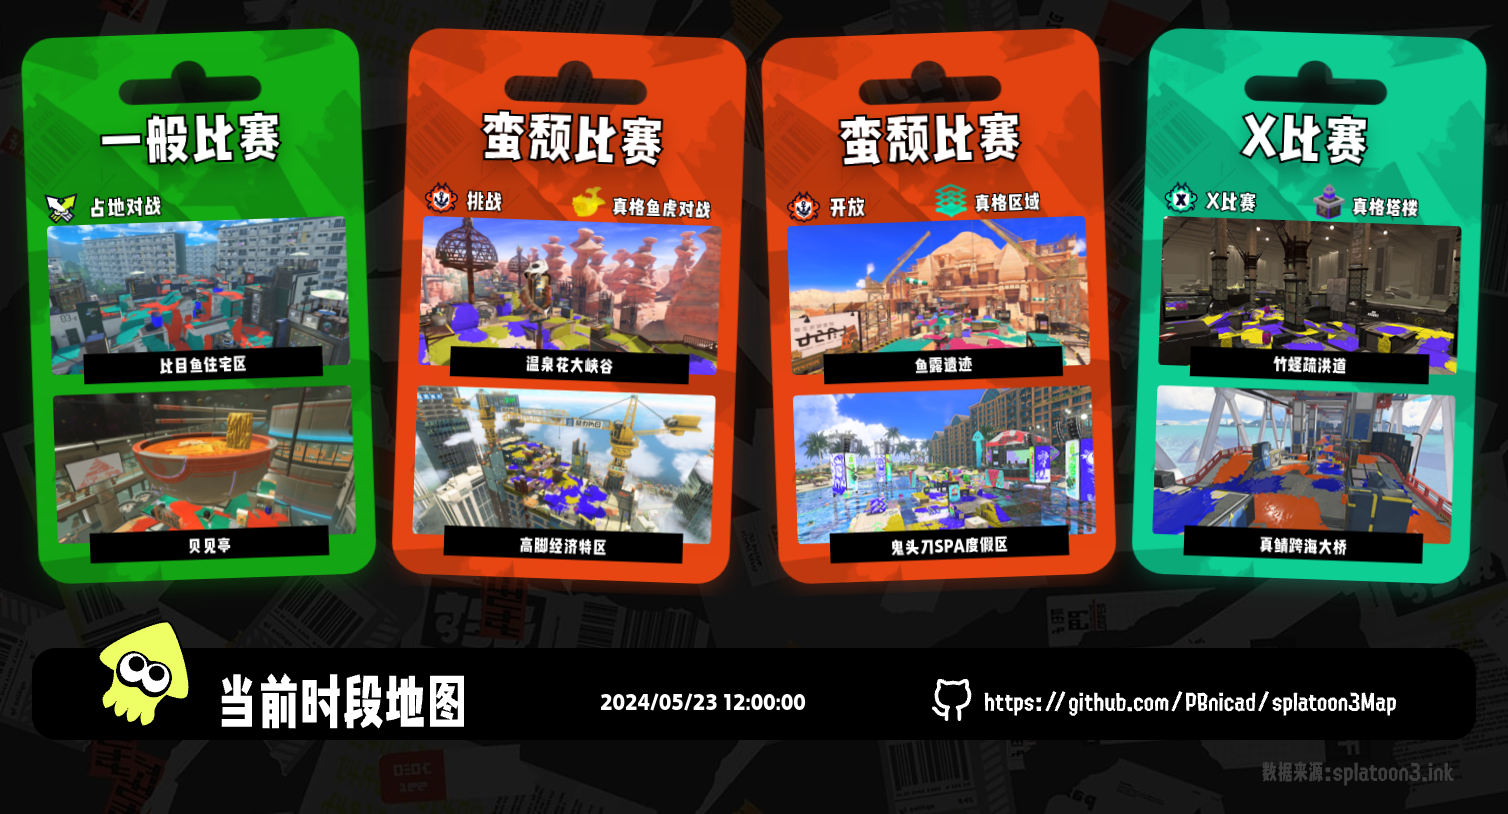 一般比赛
占地对战
比目鱼住宅区
贝见亭
蛮颓比赛
挑战
真格鱼虎对战
温泉花大峡谷
高脚经济特区
蛮颓比赛
开放
真格区域
鱼露遗迹
鬼头刀SPA度假区
X比赛
X比赛
真格塔楼
竹蛏疏洪道
真鲭跨海大桥
当前时段地图
2024/05/23 12:00:00
https://github.com/PBnicad/splatoon3Map
数据来源:splatoon3.ink